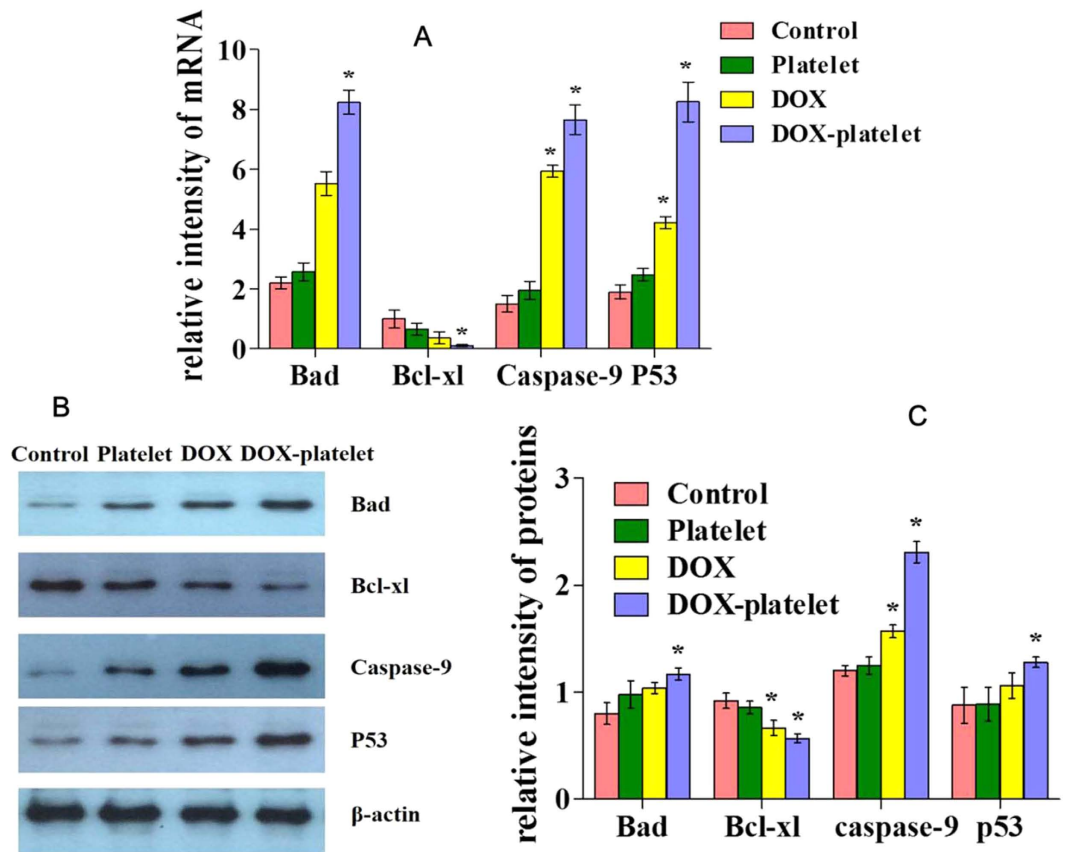 A
relative intensity of mRNA
10
8
6
4
2
0
* * * * * *
Bad Bcl-xl Caspase-9 P53
Control
Platelet
DOX
DOX-platelet
B
Control Platelet DOX DOX-platelet
Bad
Bcl-xl
Caspase-9
P53
β-actin
C
relative intensity of proteins
3
2
1
0
Control
Platelet
DOX
DOX-platelet
* * * * * *
Bad Bcl-xl caspase-9 p53